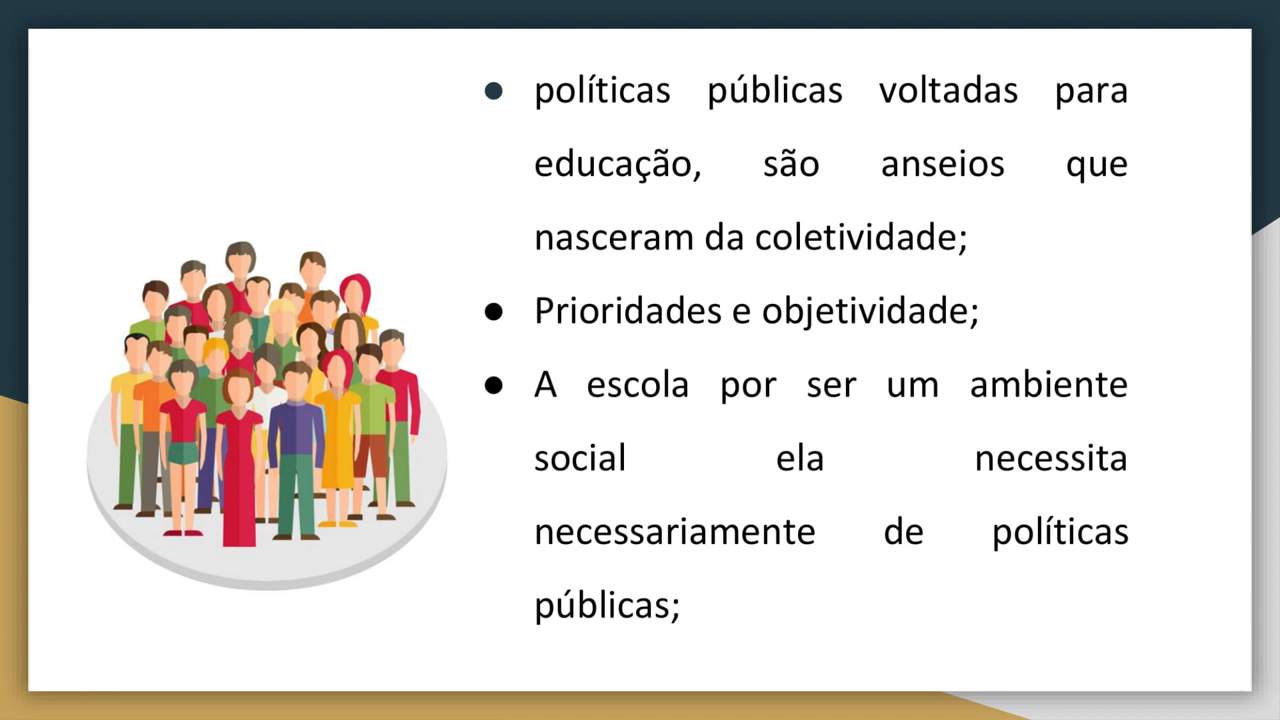 ● políticas públicas voltadas para
educação, são anseios que
nasceram da coletividade;
● Prioridades e objetividade;
● A escola por ser um ambiente
social ela necessita
necessariamente de políticas
públicas;